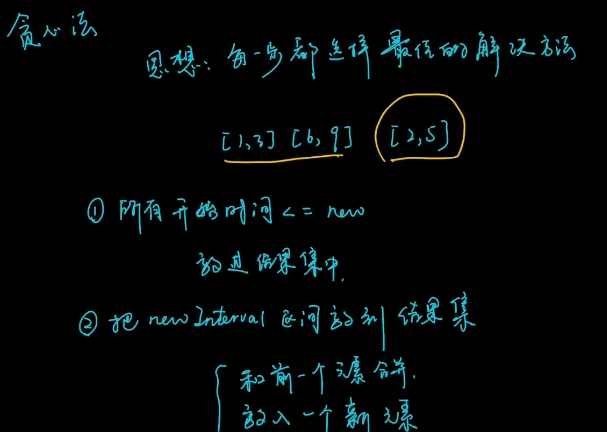 贪心法
思想：每一步都选择最佳的解决方法
[1,3] [6,9] [2,5]
① 所有开始时间 <= new
放进结果集中.
② 把 newInterval 区间放到结果集
和前一个元素合并.
放入一个新元素